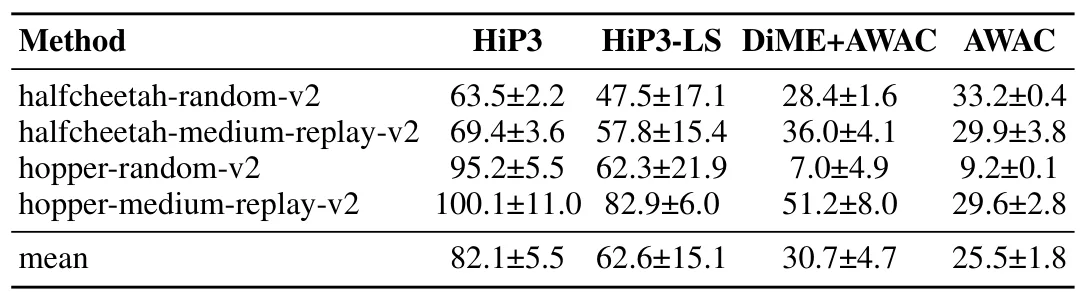 Method HiP3 HiP3-LS DiME+AWAC AWAC
halfcheetah-random-v2 63.5±2.2 47.5±17.1 28.4±1.6 33.2±0.4
halfcheetah-medium-replay-v2 69.4±3.6 57.8±15.4 36.0±4.1 29.9±3.8
hopper-random-v2 95.2±5.5 62.3±21.9 7.0±4.9 9.2±0.1
hopper-medium-replay-v2 100.1±11.0 82.9±6.0 51.2±8.0 29.6±2.8
mean 82.1±5.5 62.6±15.1 30.7±4.7 25.5±1.8